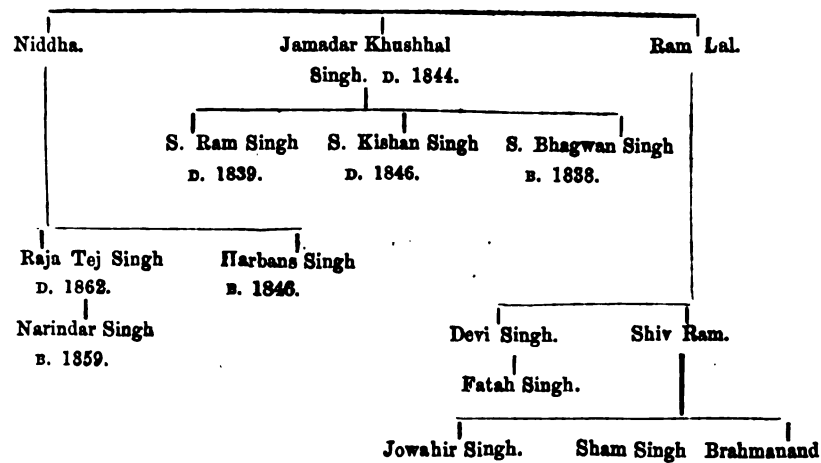 Niddha. Jamadar Khushhal Ram Lal.
Singh. D. 1844.
S. Ram Singh S. Kishan Singh S. Bhagwan Singh
D. 1839. D. 1846. B. 1838.
Raja Tej Singh Harbans Singh
D. 1862. B. 1846.
Narindar Singh Devi Singh. Shiv Ram.
B. 1859.
Fatah Singh.
Jowahir Singh. Sham Singh Brahmanand